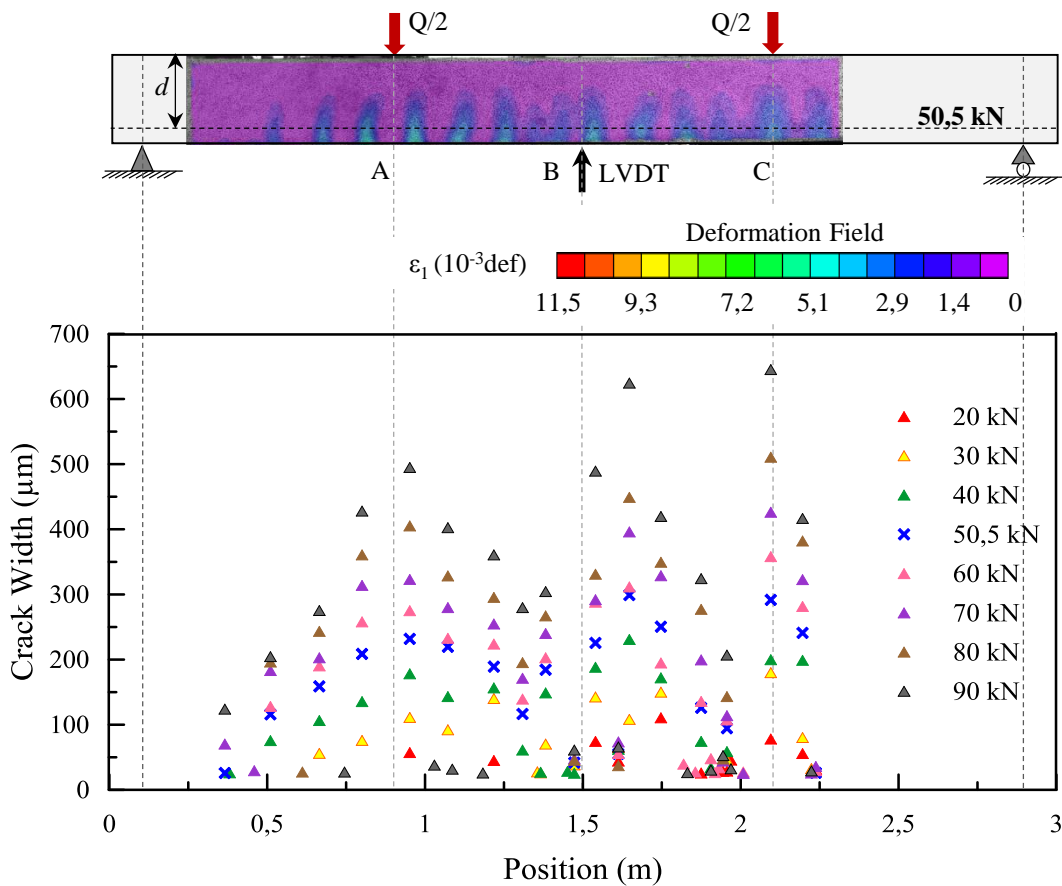 Q/2 Q/2
d
50,5 kN
A B LVDT C
Deformation Field
ε₁ (10⁻³def)
11,5 9,3 7,2 5,1 2,9 1,4 0
700
600
500
400
300
200
100
0
Crack Width (μm)
20 kN
30 kN
40 kN
50,5 kN
60 kN
70 kN
80 kN
90 kN
0 0,5 1 1,5 2 2,5 3
Position (m)